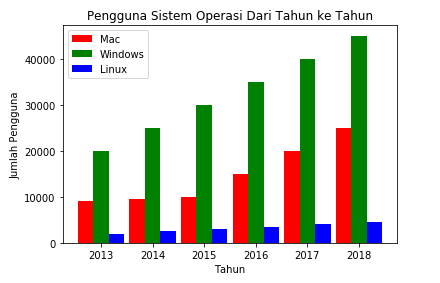 Pengguna Sistem Operasi Dari Tahun ke Tahun
Mac
Windows
Linux
Jumlah Pengguna
40000
30000
20000
10000
0
2013 2014 2015 2016 2017 2018
Tahun